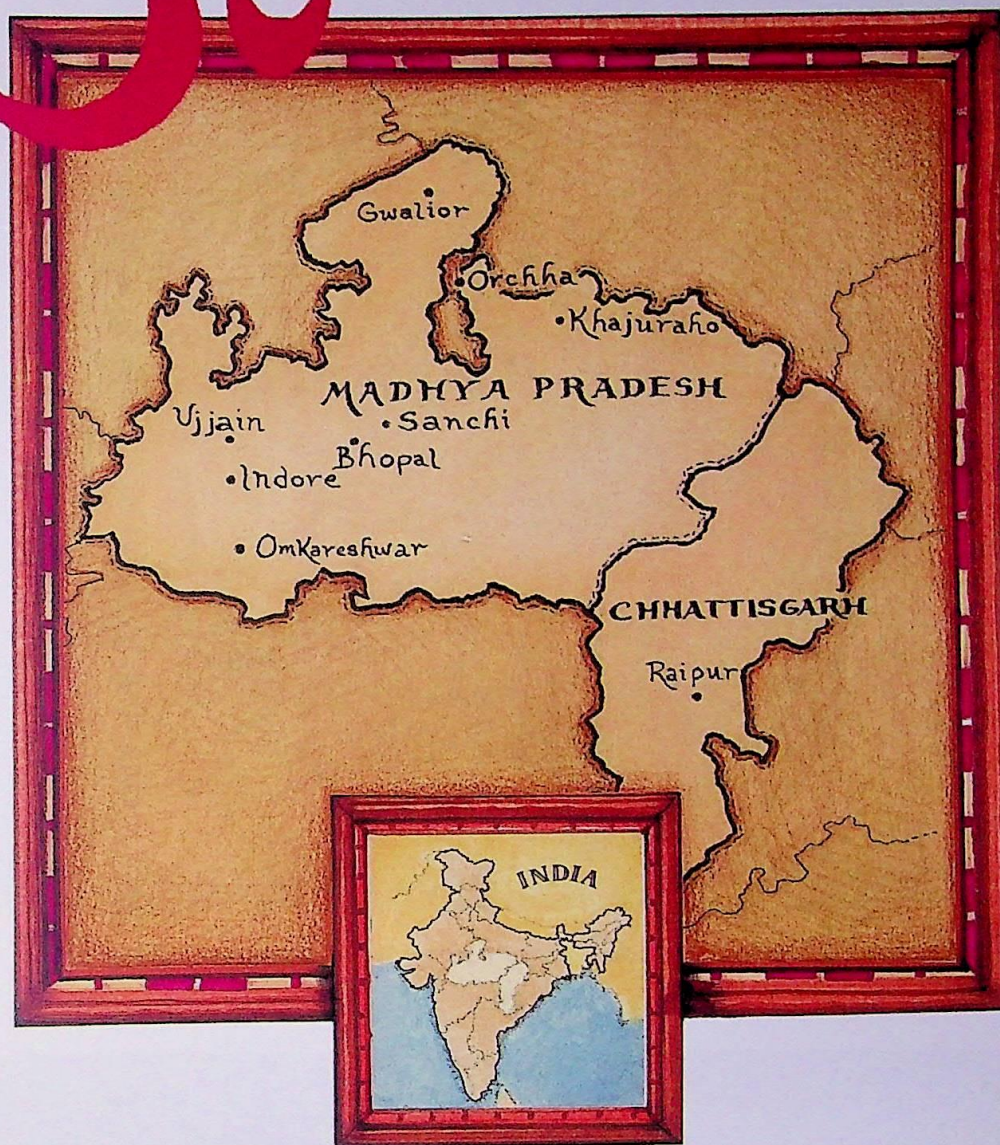 Gwalior
Orchha
Khajuraho
MADHYA PRADESH
Ujjain
Sanchi
Bhopal
Indore
Omkareshwar
CHHATTISGARH
Raipur
INDIA